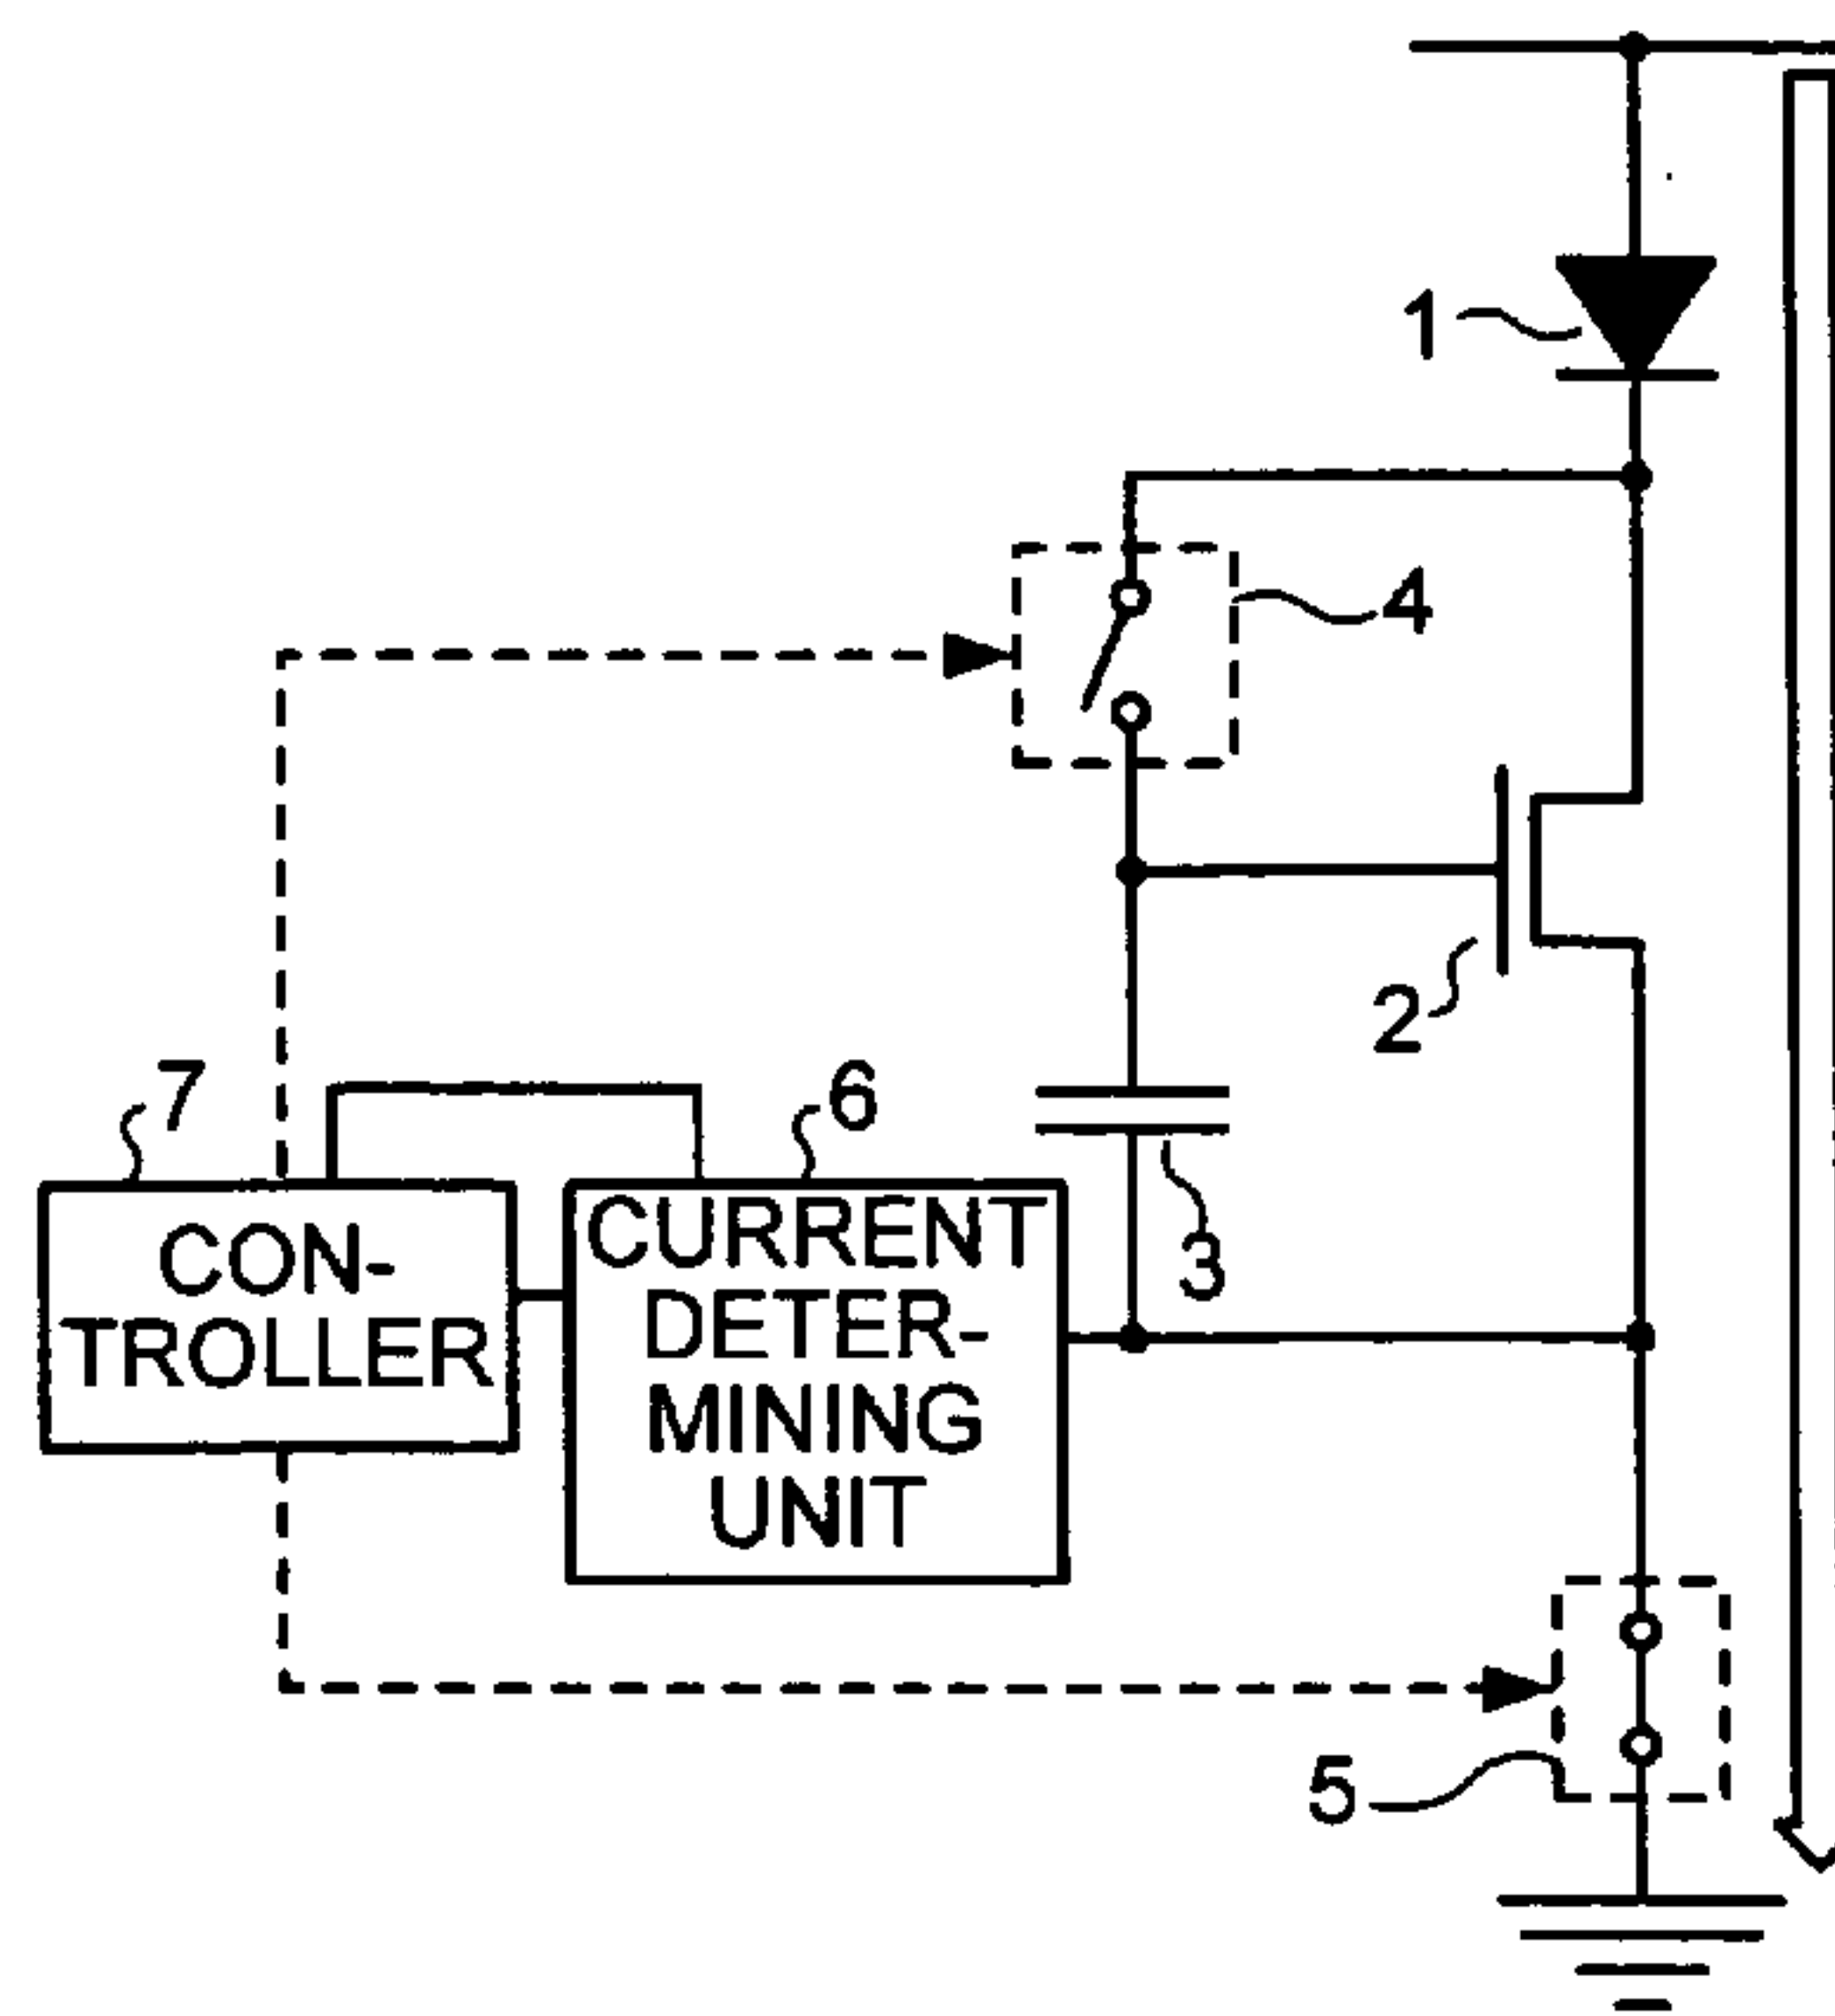 1
4
2
7
6
3
CON-
TROLLER
CURRENT
DETER-
MINING
UNIT
5